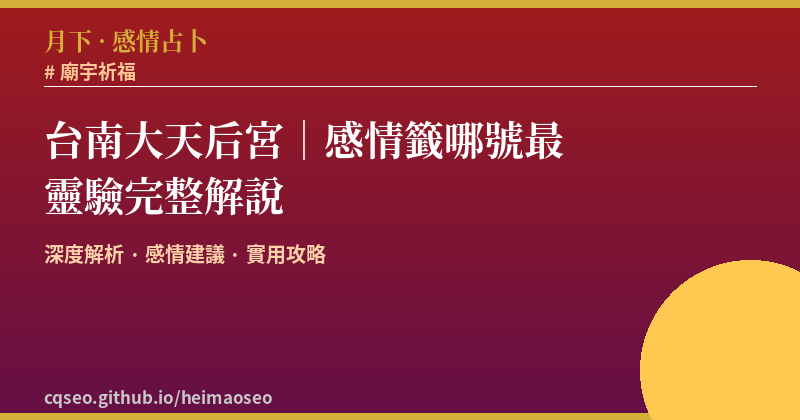 月下 · 感情占卜
# 廟宇祈福
台南大天后宮｜感情籤哪號最
靈驗完整解說
深度解析 · 感情建議 · 實用攻略
cqseo.github.io/heimaoseo